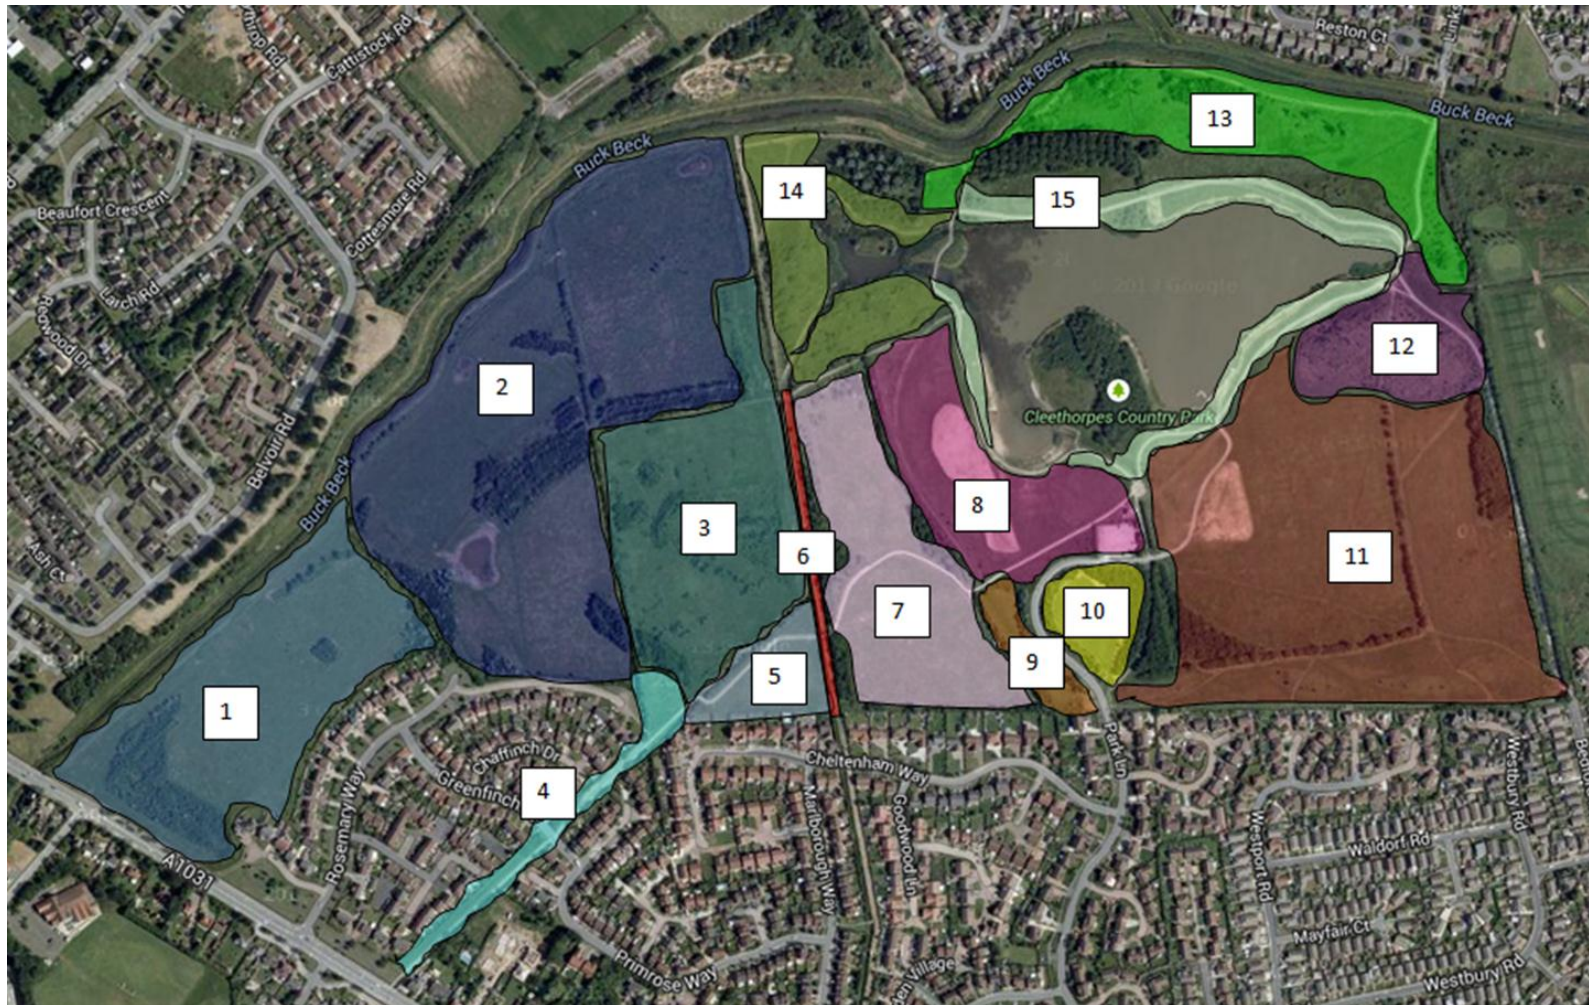 Reston Ct
Links
Cattistock Rd
Buck Beck
Buck Beck
13
Buck Beck
14
15
Beaufort Crescent
Cottesmore Rd
Larch Rd
Redwood Dr
12
2
Cleethorpes Country Park
Belvoir Rd
Buck Beck
8
3
6
11
Ash Ct
7
10
9
5
1
Chaffinch Dr
Greenfinch
4
Cheltenham Way
Park Ln
Rosemary Way
Marlborough Way
Goodwood Ln
Westbury Rd
Westport Rd
Waldorf Rd
A1031
Mayfair Ct
Primrose Way
Village
Westbury Rd